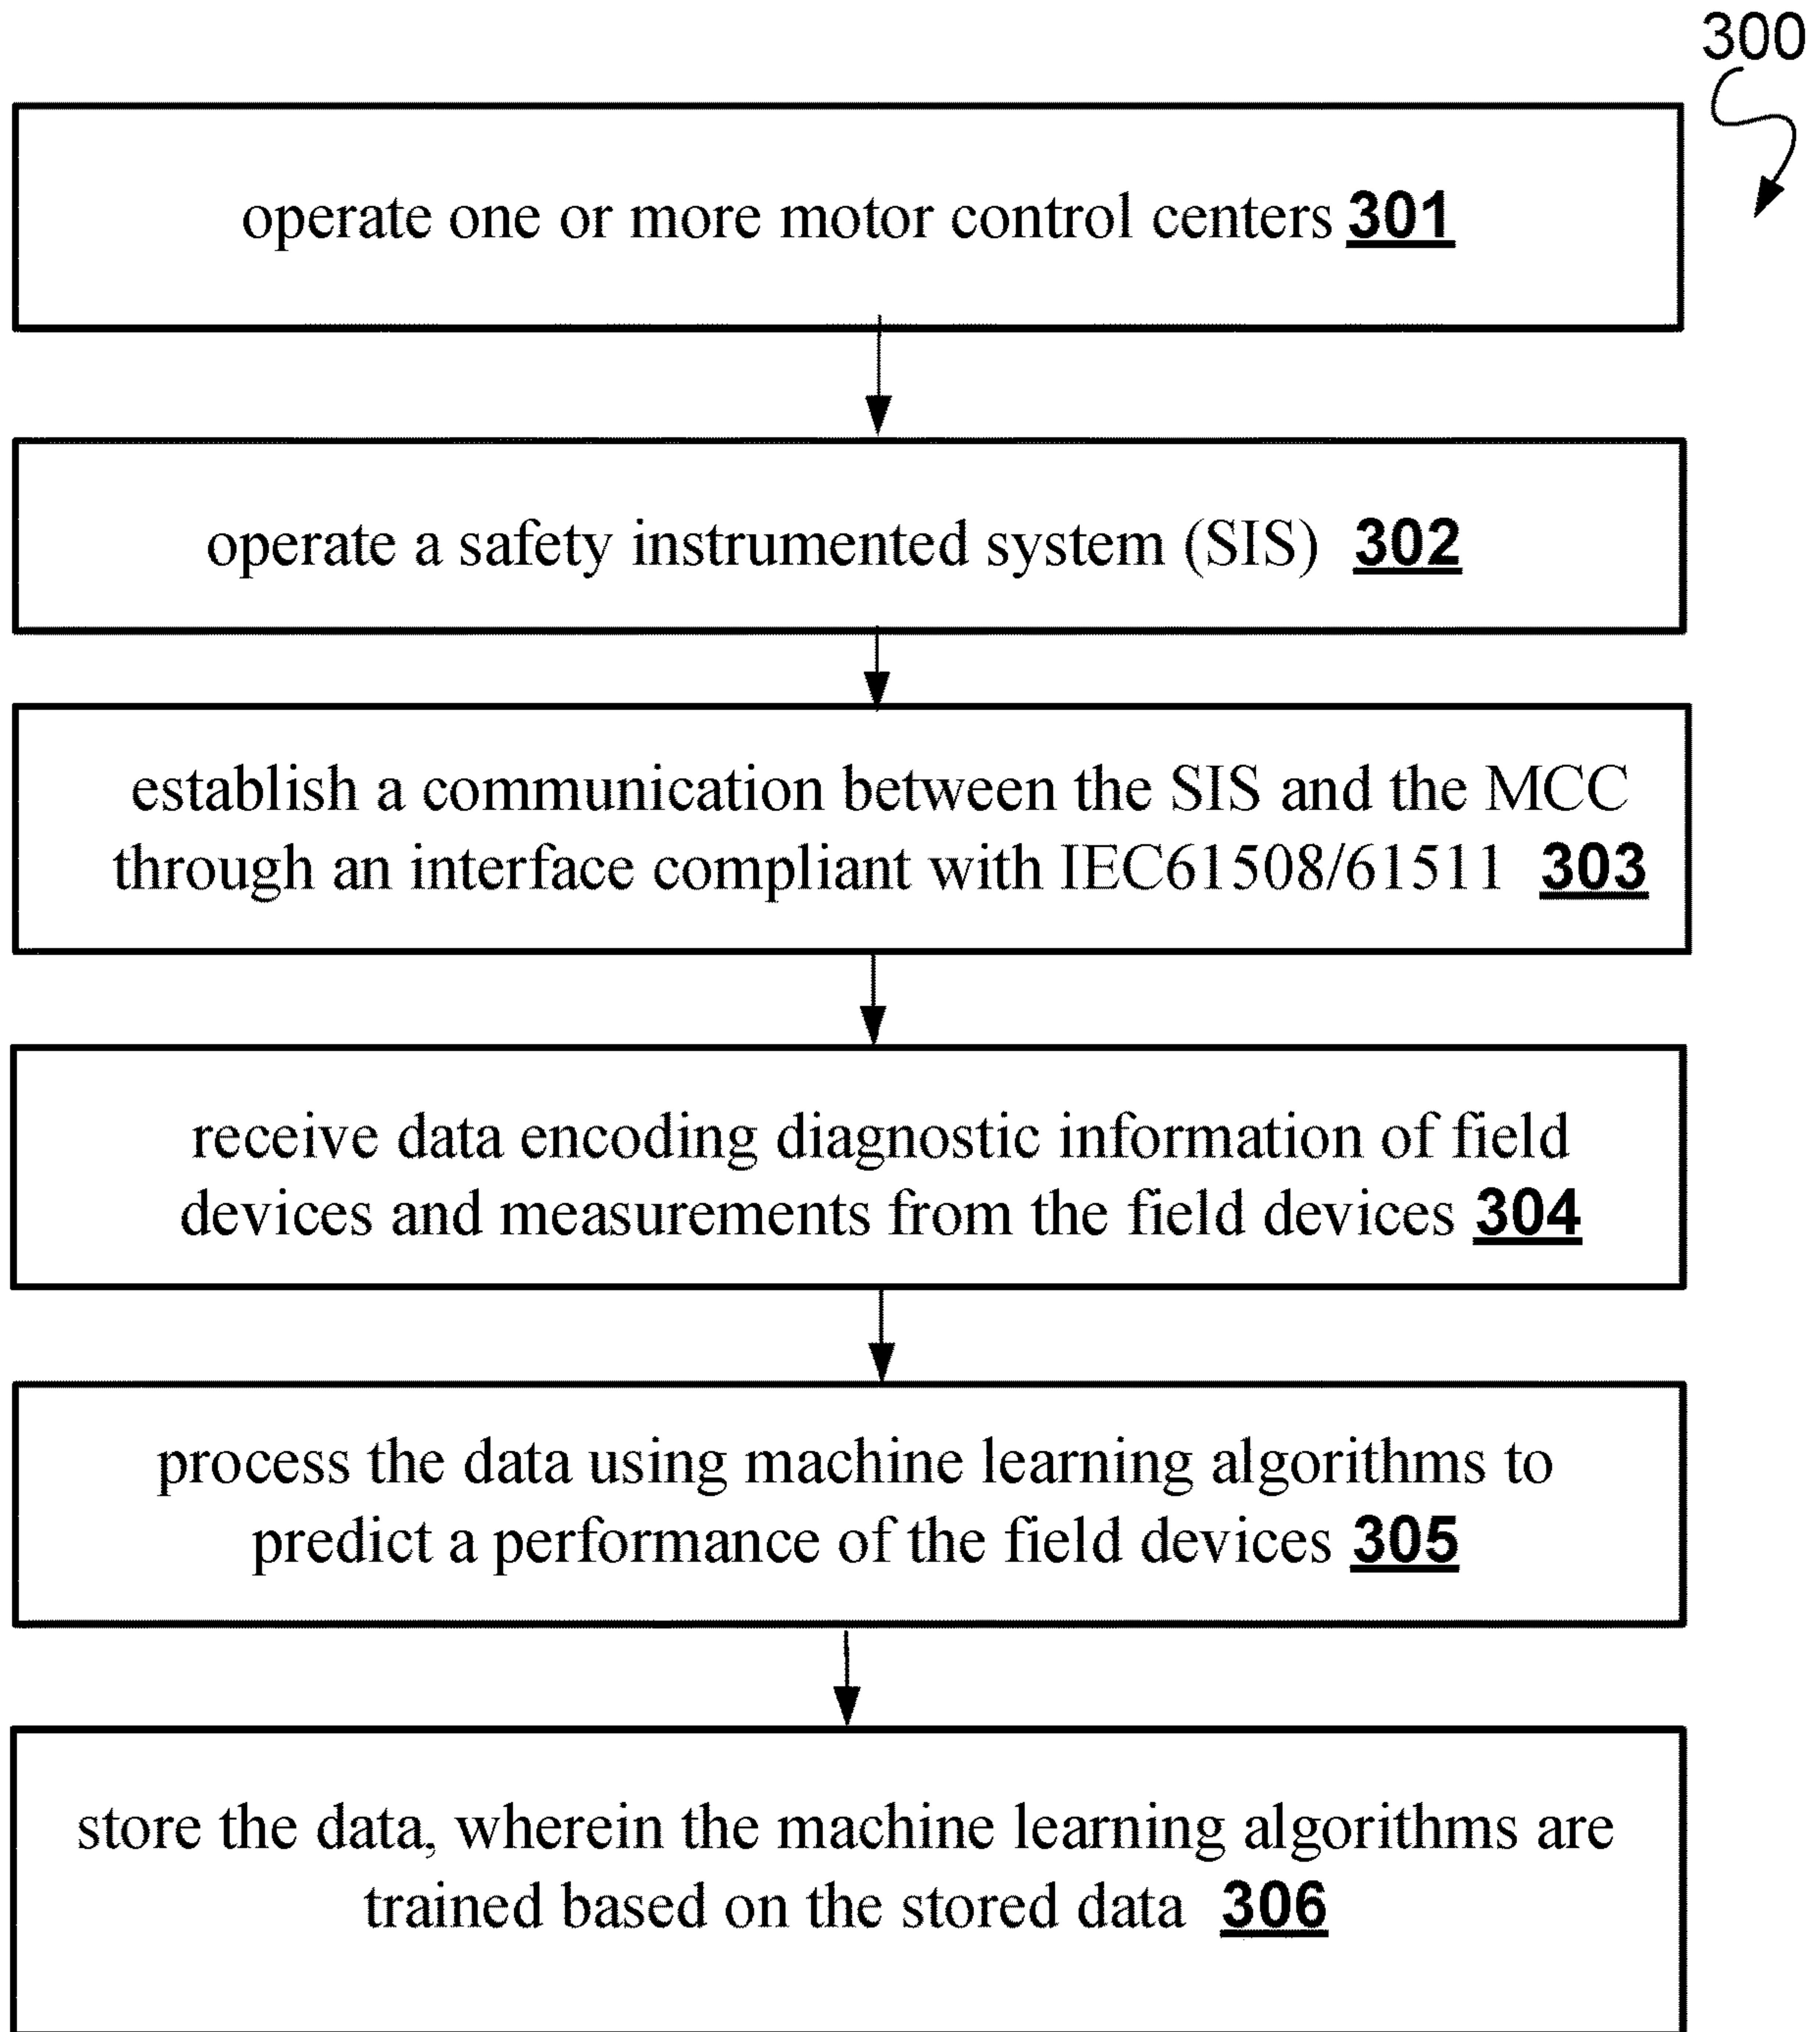 300
operate one or more motor control centers 301
operate a safety instrumented system (SIS) 302
establish a communication between the SIS and the MCC
through an interface compliant with IEC61508/61511 303
receive data encoding diagnostic information of field
devices and measurements from the field devices 304
process the data using machine learning algorithms to
predict a performance of the field devices 305
store the data, wherein the machine learning algorithms are
trained based on the stored data 306